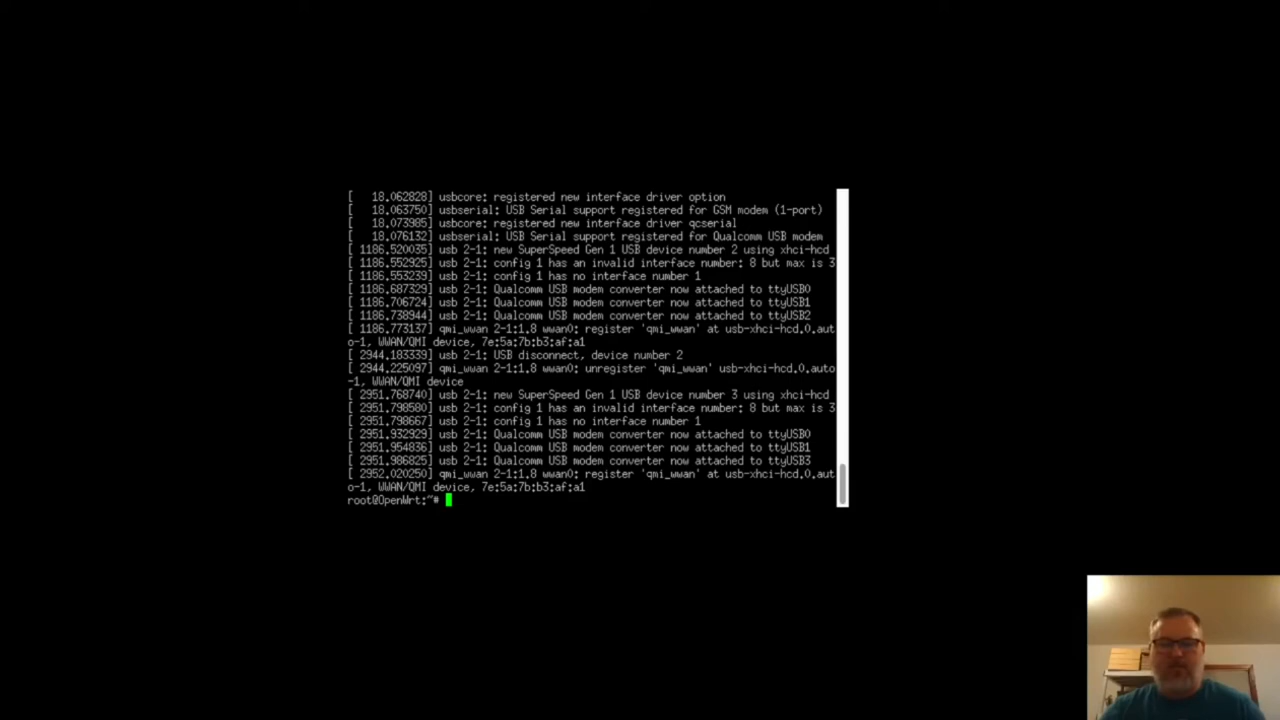 [   18.062828] usbcore: registered new interface driver option
[   18.063750] usbserial: USB Serial support registered for GSM modem (1-port)
[   18.073985] usbcore: registered new interface driver qcserial
[   18.076132] usbserial: USB Serial support registered for Qualcomm USB modem
[ 1186.520035] usb 2-1: new SuperSpeed Gen 1 USB device number 2 using xhci-hcd
[ 1186.552925] usb 2-1: config 1 has an invalid interface number: 8 but max is 3
[ 1186.553239] usb 2-1: config 1 has no interface number 1
[ 1186.687329] usb 2-1: Qualcomm USB modem converter now attached to ttyUSB0
[ 1186.706724] usb 2-1: Qualcomm USB modem converter now attached to ttyUSB1
[ 1186.738944] usb 2-1: Qualcomm USB modem converter now attached to ttyUSB2
[ 1186.773137] qmi_wwan 2-1:1.8 wwan0: register 'qmi_wwan' at usb-xhci-hcd.0.aut
o-1, WWAN/QMI device, 7e:5a:7b:b3:af:a1
[ 2944.183339] usb 2-1: USB disconnect, device number 2
[ 2944.225097] qmi_wwan 2-1:1.8 wwan0: unregister 'qmi_wwan' usb-xhci-hcd.0.auto
-1, WWAN/QMI device
[ 2951.768740] usb 2-1: new SuperSpeed Gen 1 USB device number 3 using xhci-hcd
[ 2951.798580] usb 2-1: config 1 has an invalid interface number: 8 but max is 3
[ 2951.798667] usb 2-1: config 1 has no interface number 1
[ 2951.932929] usb 2-1: Qualcomm USB modem converter now attached to ttyUSB0
[ 2951.954836] usb 2-1: Qualcomm USB modem converter now attached to ttyUSB1
[ 2951.986825] usb 2-1: Qualcomm USB modem converter now attached to ttyUSB3
[ 2952.020250] qmi_wwan 2-1:1.8 wwan0: register 'qmi_wwan' at usb-xhci-hcd.0.aut
o-1, WWAN/QMI device, 7e:5a:7b:b3:af:a1
root@OpenWrt:~#